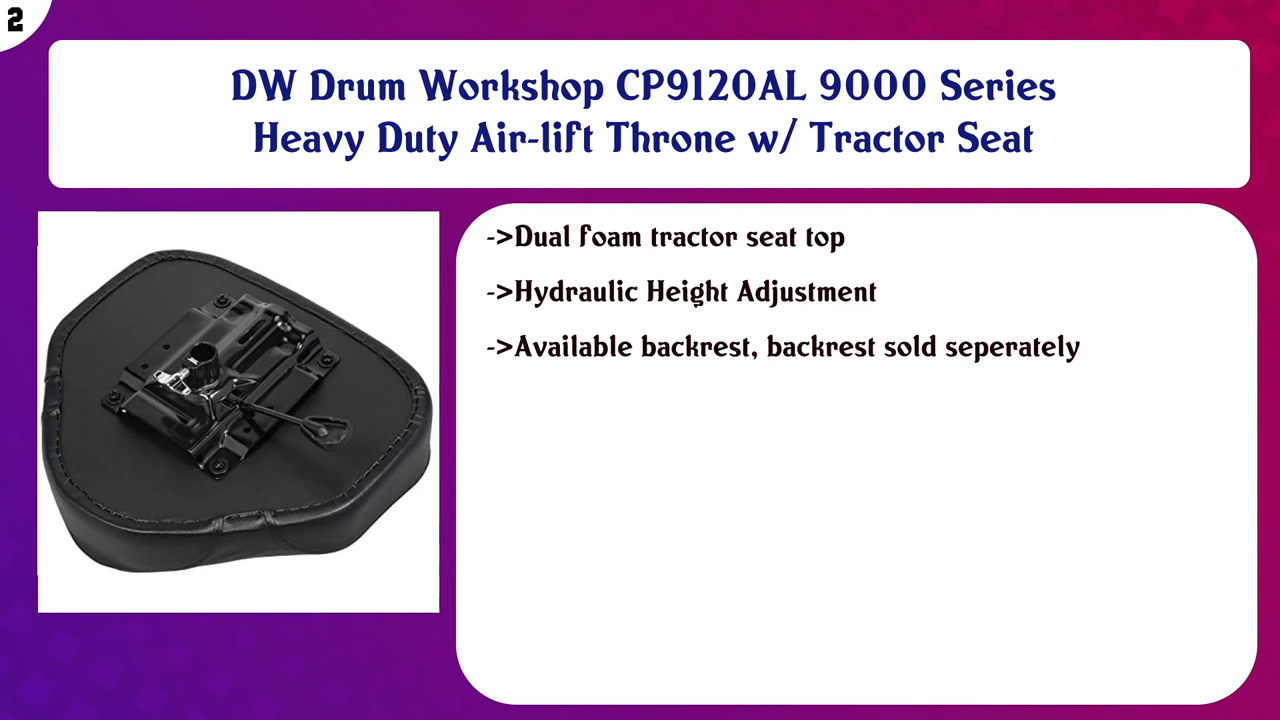 2
DW Drum Workshop CP9120AL 9000 Series
Heavy Duty Air-lift Throne w/ Tractor Seat
->Dual foam tractor seat top
->Hydraulic Height Adjustment
->Available backrest, backrest sold seperately